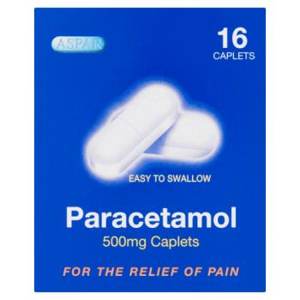 ASPAR
16
CAPLETS
EASY TO SWALLOW
Paracetamol
500mg Caplets
FOR THE RELIEF OF PAIN